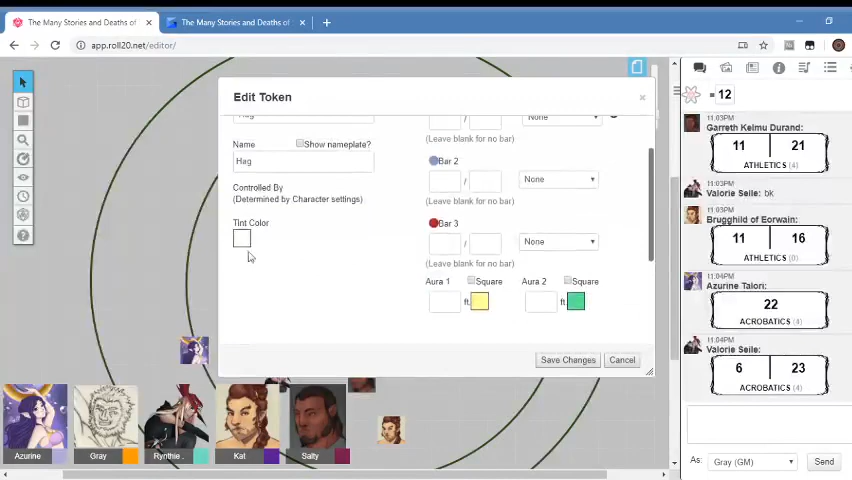 The Many Stories and Deaths of
The Many Stories and Deaths of
app.roll20.net/editor/
Edit Token
Name
Show nameplate?
Hag
Controlled By
(Determined by Character settings)
Tint Color
/
None
(Leave blank for no bar)
Bar 2
/
None
(Leave blank for no bar)
Bar 3
/
None
(Leave blank for no bar)
Aura 1
Square
Aura 2
Square
ft.
ft.
Save Changes
Cancel
Azurine
Gray
Rynthie .
Kat
Salty
= 12
11:03PM
Garreth Kelmu Durand:
11 21
ATHLETICS (4)
11:03PM
Valorie Seile: bk
11:03PM
Brugghild of Eorwain:
11 16
ATHLETICS (0)
11:04PM
Azurine Talori:
22
ACROBATICS (4)
11:04PM
Valorie Seile:
6 23
ACROBATICS (4)
As:
Gray (GM)
Send